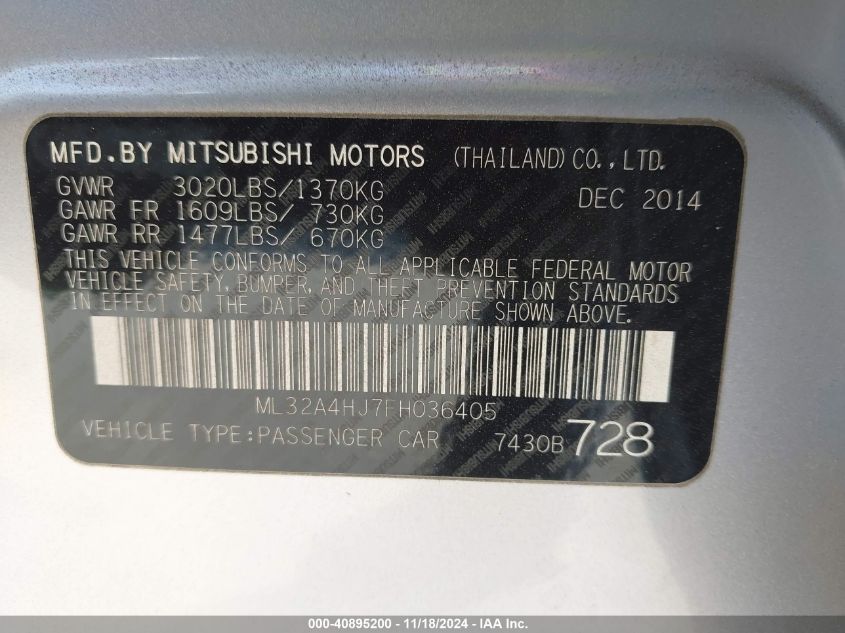 MFD.BY MITSUBISHI MOTORS (THAILAND) CO., LTD.
GVWR 3020LBS/1370KG DEC 2014
GAWR FR 1609LBS/ 730KG
GAWR RR 1477LBS/ 670KG
THIS VEHICLE CONFORMS TO ALL APPLICABLE FEDERAL MOTOR
VEHICLE SAFETY, BUMPER, AND THEFT PREVENTION STANDARDS
IN EFFECT ON THE DATE OF MANUFACTURE SHOWN ABOVE.
ML32A4HJ7FH036405
VEHICLE TYPE:PASSENGER CAR 7430B 728
000-40895200 - 11/18/2024 - IAA Inc.